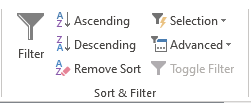 Filter
Ascending
Descending
Remove Sort
Selection
Advanced
Toggle Filter
Sort & Filter